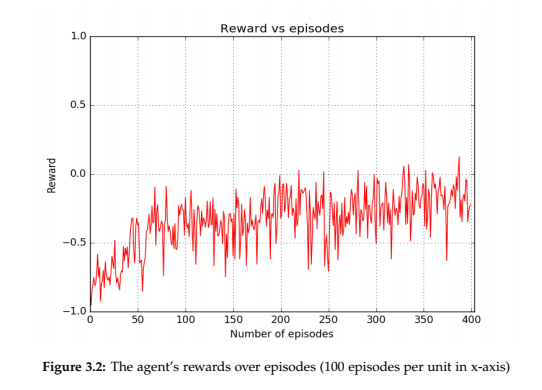 Reward vs episodes
1.0
0.5
0.0
−0.5
−1.0
Reward
0 50 100 150 200 250 300 350 400
Number of episodes
Figure 3.2: The agent's rewards over episodes (100 episodes per unit in x-axis)